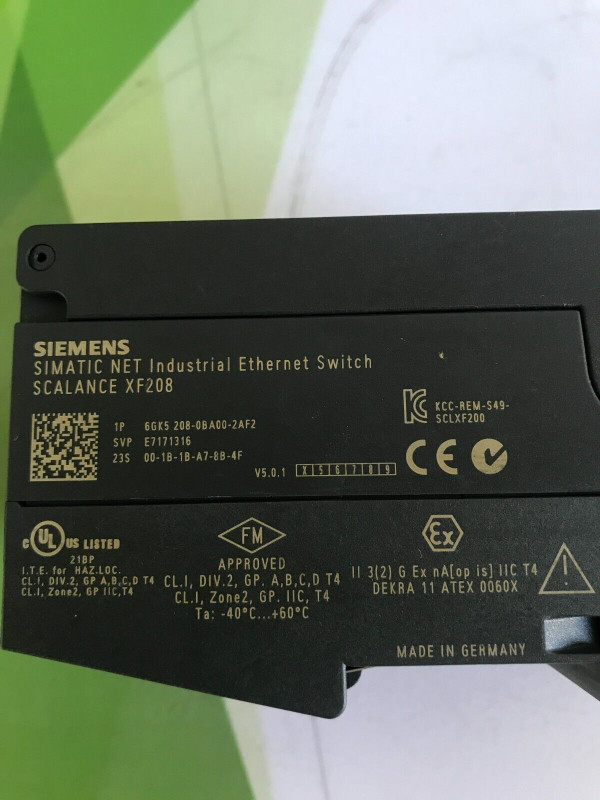 SIEMENS
SIMATIC NET Industrial Ethernet Switch
SCALANCE XF208
KCC-REM-S49-
SCLXF200
1P 6GK5 208-0BA00-2AF2
SVP E7171316
23S 00-1B-1B-A7-8B-4F
V5.0.1 X 5 6 7 8 9
CE
C UL US LISTED
21BP
I.T.E. for HAZ.LOC.
CL.I, DIV.2, GP A,B,C,D T4
CL.I, Zone2, GP IIC,T4
FM
APPROVED
CL.I, DIV.2, GP. A,B,C,D T4
CL.I, Zone2, GP. IIC, T4
Ta: -40°C...+60°C
Ex
II 3(2) G Ex nA[op is] IIC T4
DEKRA 11 ATEX 0060X
MADE IN GERMANY